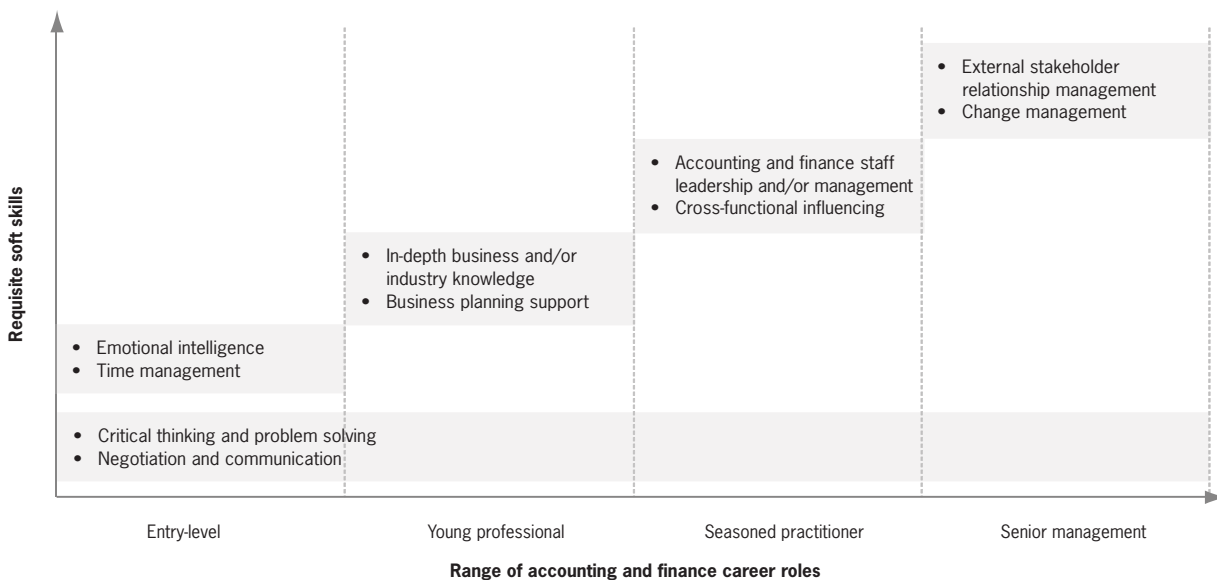 • External stakeholder
relationship management
• Change management
• Accounting and finance staff
leadership and/or management
• Cross-functional influencing
• In-depth business and/or
industry knowledge
• Business planning support
• Emotional intelligence
• Time management
• Critical thinking and problem solving
• Negotiation and communication
Requisite soft skills
Entry-level
Young professional
Seasoned practitioner
Senior management
Range of accounting and finance career roles